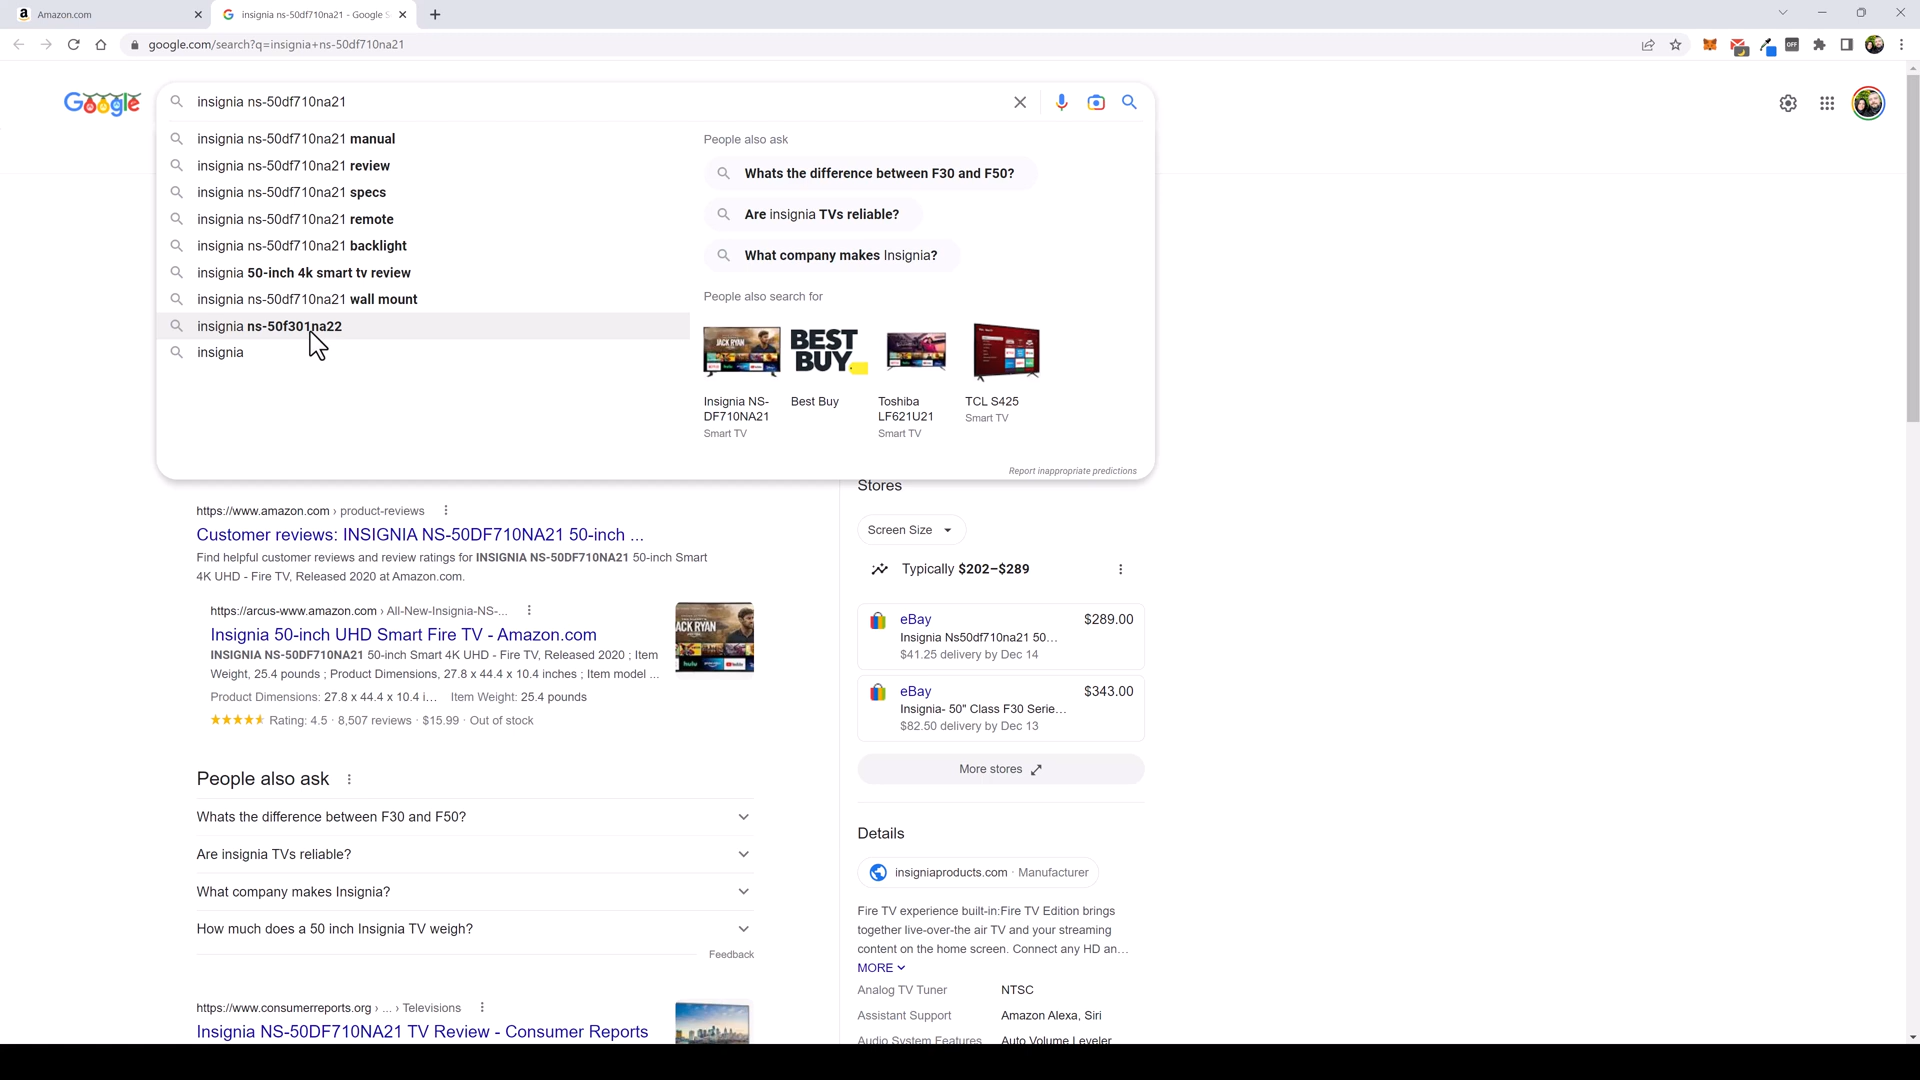 Amazon.com
insignia ns-50df710na21 - Google S
google.com/search?q=insignia+ns-50df710na21
OFF
Google
insignia ns-50df710na21
insignia ns-50df710na21 manual
insignia ns-50df710na21 review
insignia ns-50df710na21 specs
insignia ns-50df710na21 remote
insignia ns-50df710na21 backlight
insignia 50-inch 4k smart tv review
insignia ns-50df710na21 wall mount
insignia ns-50f301na22
insignia
People also ask
Whats the difference between F30 and F50?
Are insignia TVs reliable?
What company makes Insignia?
People also search for
JACK RYAN
BEST
BUY
Insignia NS-
DF710NA21
Smart TV
Best Buy
Toshiba
LF621U21
Smart TV
TCL S425
Smart TV
Report inappropriate predictions
https://www.amazon.com › product-reviews
Customer reviews: INSIGNIA NS-50DF710NA21 50-inch ...
Find helpful customer reviews and review ratings for INSIGNIA NS-50DF710NA21 50-inch Smart
4K UHD - Fire TV, Released 2020 at Amazon.com.
https://arcus-www.amazon.com › All-New-Insignia-NS-...
Insignia 50-inch UHD Smart Fire TV - Amazon.com
INSIGNIA NS-50DF710NA21 50-inch Smart 4K UHD - Fire TV, Released 2020 ; Item
Weight, 25.4 pounds ; Product Dimensions, 27.8 x 44.4 x 10.4 inches ; Item model ...
Product Dimensions: 27.8 x 44.4 x 10.4 i... Item Weight: 25.4 pounds
Rating: 4.5 · 8,507 reviews · $15.99 · Out of stock
ACK RYAN
hulu
People also ask
Whats the difference between F30 and F50?
Are insignia TVs reliable?
What company makes Insignia?
How much does a 50 inch Insignia TV weigh?
Feedback
https://www.consumerreports.org › ... › Televisions
Insignia NS-50DF710NA21 TV Review - Consumer Reports
Stores
Screen Size
Typically $202–$289
eBay $289.00
Insignia Ns50df710na21 50...
$41.25 delivery by Dec 14
eBay $343.00
Insignia- 50" Class F30 Serie...
$82.50 delivery by Dec 13
More stores
Details
insigniaproducts.com · Manufacturer
Fire TV experience built-in:Fire TV Edition brings
together live-over-the air TV and your streaming
content on the home screen. Connect any HD an...
MORE
Analog TV Tuner NTSC
Assistant Support Amazon Alexa, Siri
Audio System Features Auto Volume Leveler